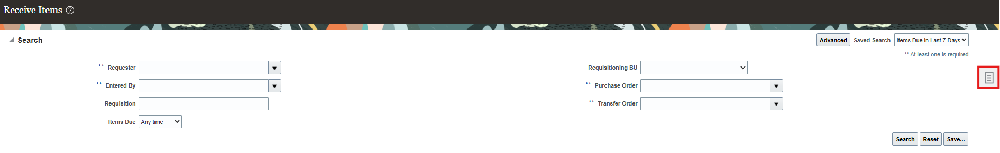 Receive Items ?
Search
Advanced Saved Search Items Due in Last 7 Days
** At least one is required
** Requester
Requisitioning BU
** Entered By
** Purchase Order
Requisition
** Transfer Order
Items Due Any time
Search Reset Save...